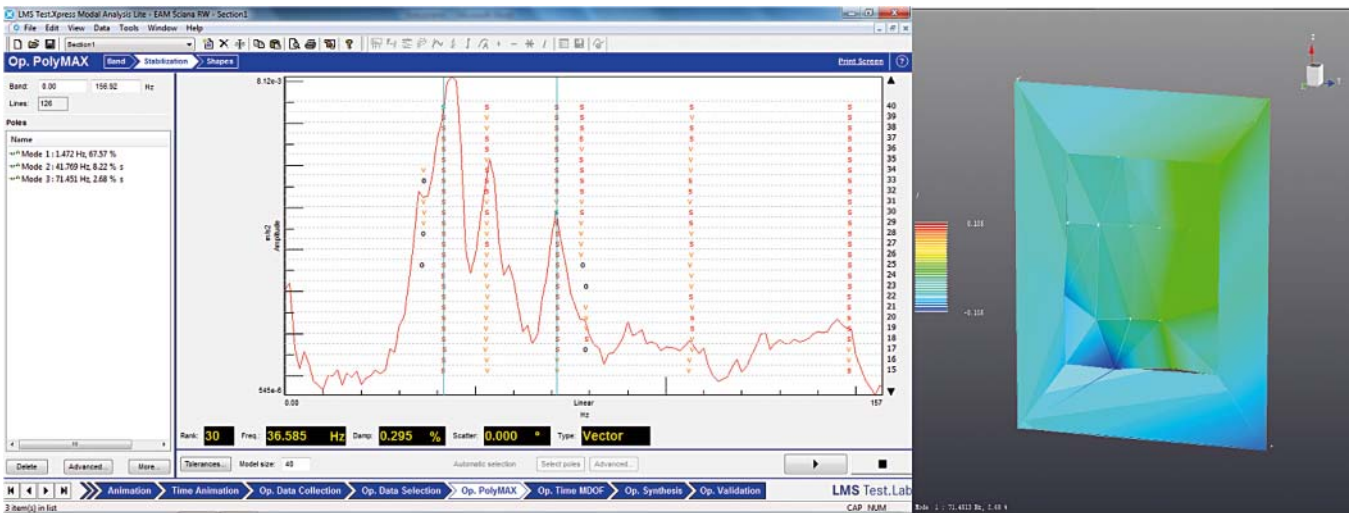 LMS Test.Xpress Modal Analysis Lite - EAM Sciana RW - Section1
File Edit View Data Tools Window Help
Section1
Op. PolyMAX Band Stabilization Shapes Print Screen
Band: 0.00 156.92 Hz
Lines: 126
Poles
Name
Mode 1 : 1.472 Hz, 67.57 %
Mode 2 : 41.769 Hz, 8.22 % s
Mode 3 : 71.451 Hz, 2.68 % s
Delete Advanced... More...
8.12e-3
m/s2
Amplitude
545e-6
40
39
38
37
36
35
34
33
32
31
30
29
28
27
26
25
24
23
22
21
20
19
18
17
16
15
0.00 Linear 157
Hz
Rank: 30 Freq.: 36.585 Hz Damp: 0.295 % Scatter: 0.000 ° Type: Vector
Tolerances... Model size: 40 Automatic selection Select poles Advanced...
Animation Time Animation Op. Data Collection Op. Data Selection Op. PolyMAX Op. Time MDOF Op. Synthesis Op. Validation LMS Test.Lab
3 item(s) in list CAP NUM